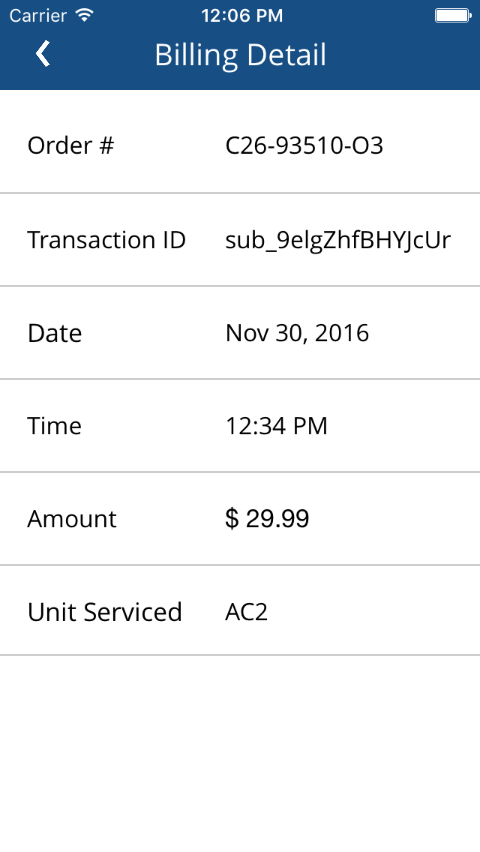 Carrier 12:06 PM
Billing Detail
Order # C26-93510-O3
Transaction ID sub_9elgZhfBHYJcUr
Date Nov 30, 2016
Time 12:34 PM
Amount $ 29.99
Unit Serviced AC2